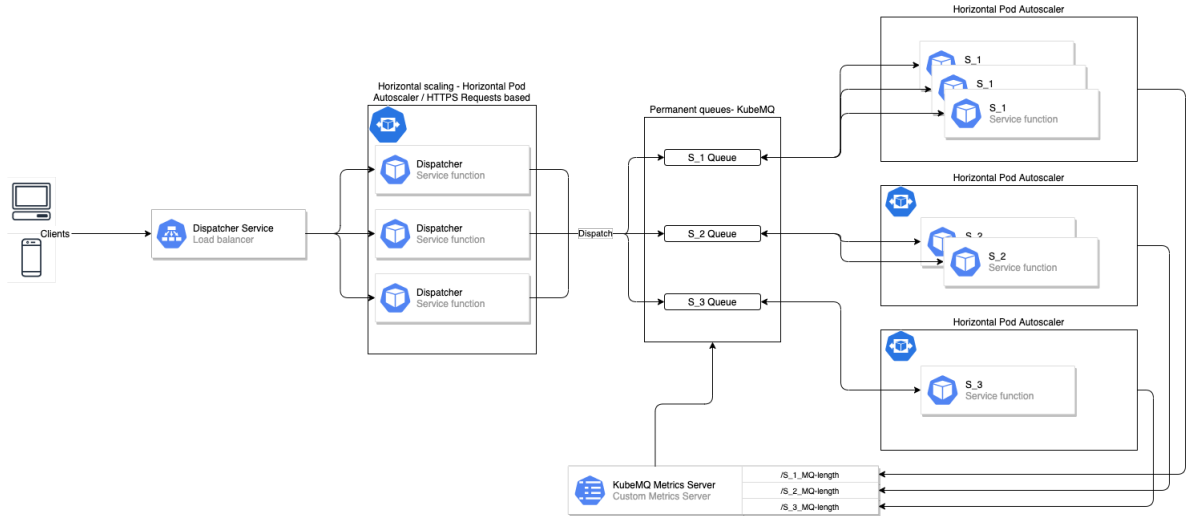 Clients
Dispatcher Service
Load balancer
Horizontal scaling - Horizontal Pod
Autoscaler / HTTPS Requests based
Dispatcher
Service function
Dispatcher
Service function
Dispatcher
Service function
Dispatch
Permanent queues- KubeMQ
S_1 Queue
S_2 Queue
S_3 Queue
Horizontal Pod Autoscaler
S_1
S_1
S_1
Service function
Horizontal Pod Autoscaler
S_2
S_2
Service function
Horizontal Pod Autoscaler
S_3
Service function
KubeMQ Metrics Server
Custom Metrics Server
/S_1_MQ-length
/S_2_MQ-length
/S_3_MQ-length